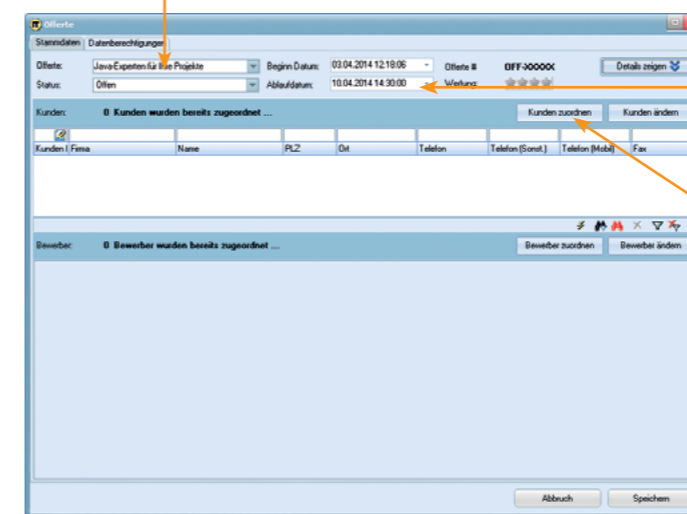 Offerte
Stammdaten Datenberechtigungen
Offerte: Java-Experten für Ihre Projekte Beginn Datum: 03.04.2014 12:18:06 Offerte # OFF-XXXXX Details zeigen
Status: Offen Ablaufdatum: 10.04.2014 14:30:00 Wertung:
Kunden: 0 Kunden wurden bereits zugeordnet .... Kunden zuordnen Kunden ändern
Kunden I Firma Name PLZ Ort Telefon Telefon (Sonst.) Telefon (Mobil) Fax
Bewerber: 0 Bewerber wurden bereits zugeordnet .... Bewerber zuordnen Bewerber ändern
Abbruch Speichern